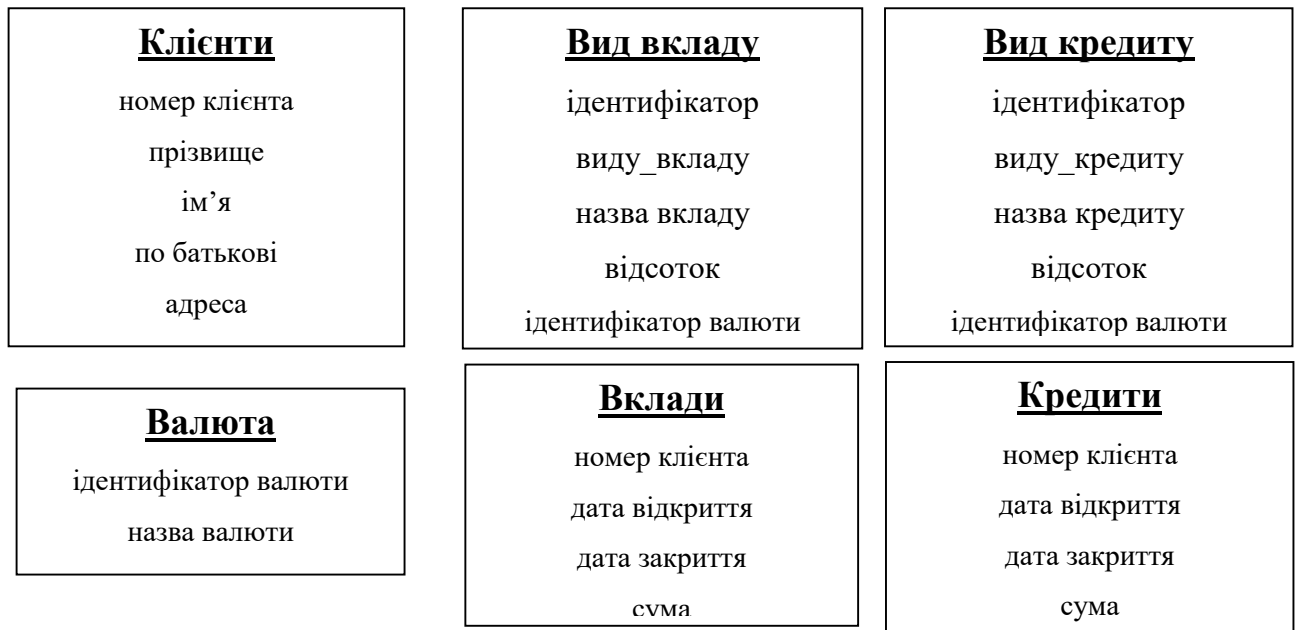 Клієнти
номер клієнта
прізвище
ім’я
по батькові
адреса
Вид вкладу
ідентифікатор
виду_вкладу
назва вкладу
відсоток
ідентифікатор валюти
Вид кредиту
ідентифікатор
виду_кредиту
назва кредиту
відсоток
ідентифікатор валюти
Валюта
ідентифікатор валюти
назва валюти
Вклади
номер клієнта
дата відкриття
дата закриття
сума
Кредити
номер клієнта
дата відкриття
дата закриття
сума